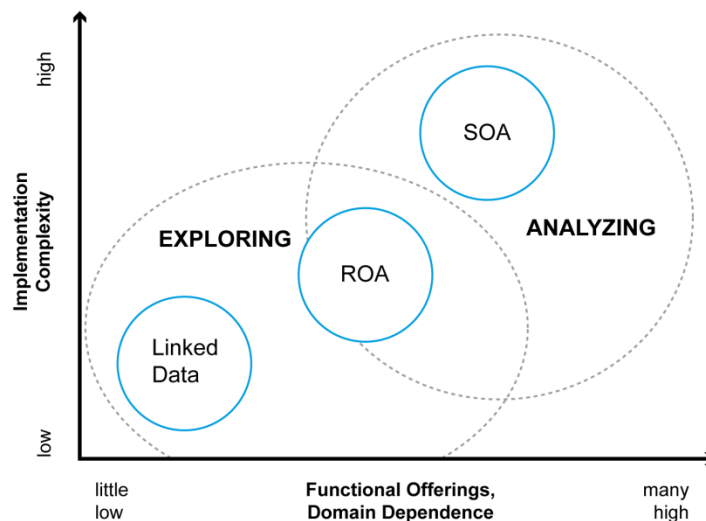 high
Implementation
Complexity
low
SOA
EXPLORING
ANALYZING
ROA
Linked
Data
little
low
Functional Offerings,
Domain Dependence
many
high